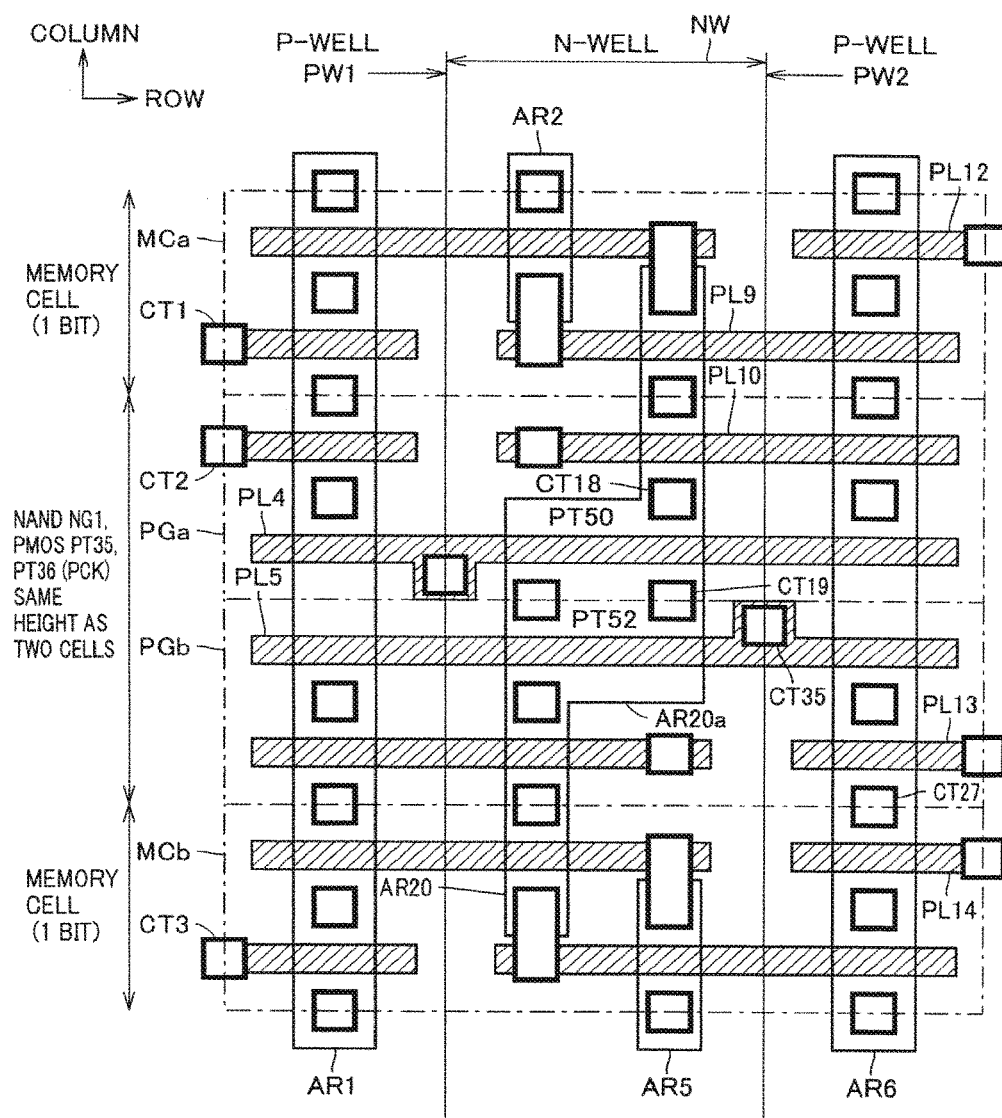 COLUMN
ROW
P-WELL
PW1
N-WELL
NW
P-WELL
PW2
AR2
PL12
MCa
MEMORY
CELL
(1 BIT)
CT1
PL9
PL10
CT2
CT18
PT50
PL4
NAND NG1,
PMOS PT35,
PT36 (PCK)
SAME
HEIGHT AS
TWO CELLS
PGa
PL5
CT19
PT52
PGb
CT35
AR20a
PL13
CT27
MCb
MEMORY
CELL
(1 BIT)
AR20
CT3
PL14
AR1
AR5
AR6